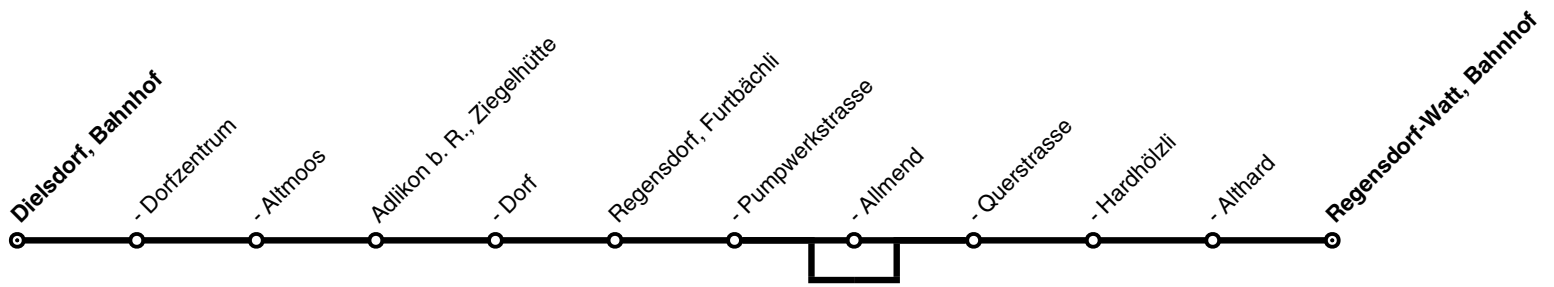 Dielsdorf, Bahnhof
- Dorfzentrum
- Altmoos
Adlikon b. R., Ziegelhütte
- Dorf
Regensdorf, Furtbächli
- Pumpwerkstrasse
- Allmend
- Querstrasse
- Hardhölzli
- Althard
Regensdorf-Watt, Bahnhof